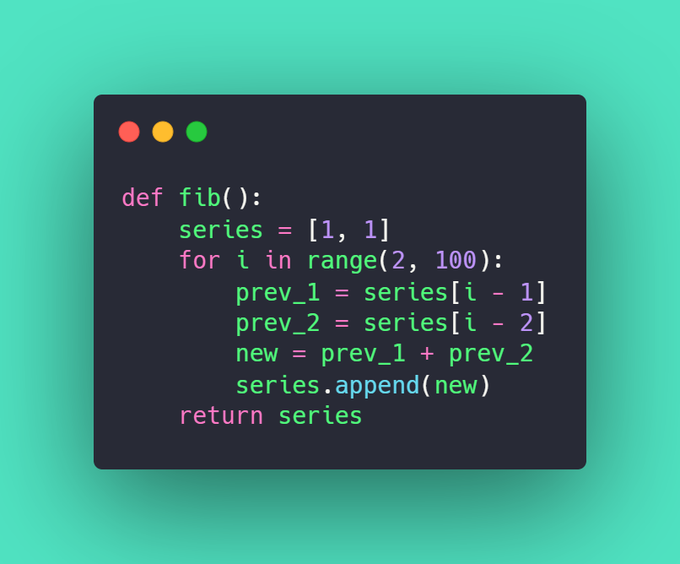 def fib():
    series = [1, 1]
    for i in range(2, 100):
        prev_1 = series[i - 1]
        prev_2 = series[i - 2]
        new = prev_1 + prev_2
        series.append(new)
    return series